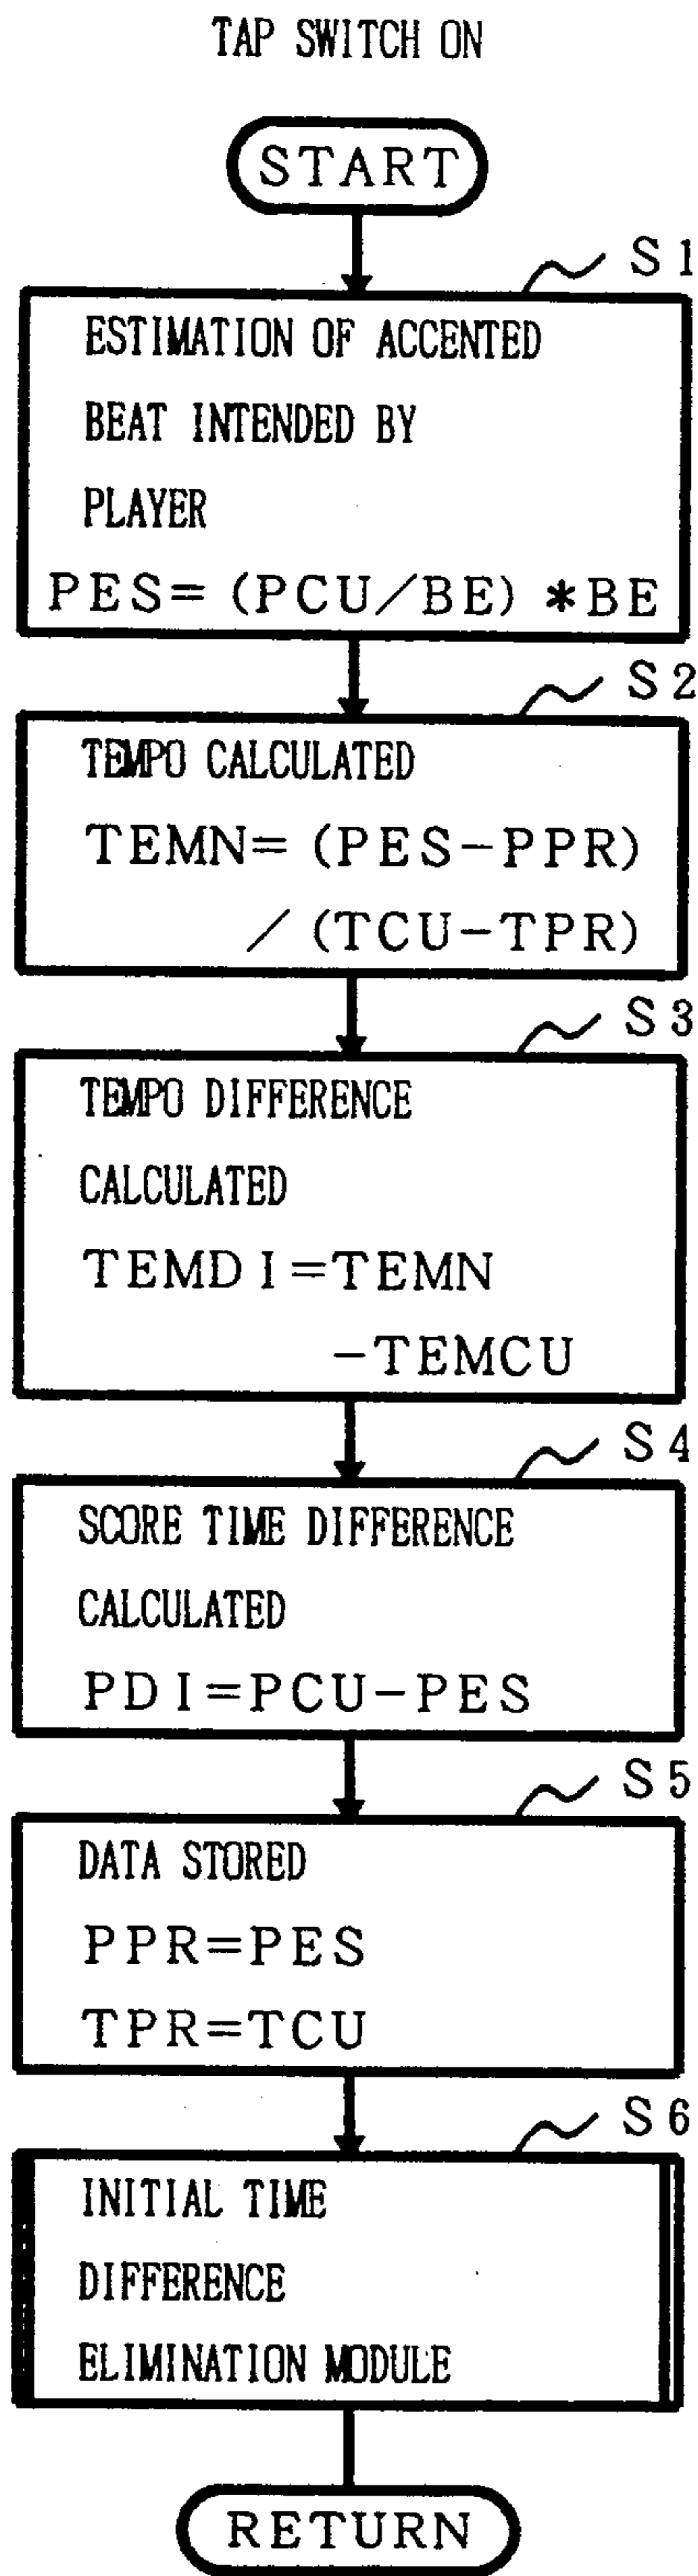 TAP SWITCH ON
START
S1
ESTIMATION OF ACCENTED
BEAT INTENDED BY
PLAYER
PES=(PCU/BE)*BE
S2
TEMPO CALCULATED
TEMN=(PES-PPR)
/(TCU-TPR)
S3
TEMPO DIFFERENCE
CALCULATED
TEMDI=TEMN
-TEMCU
S4
SCORE TIME DIFFERENCE
CALCULATED
PDI=PCU-PES
S5
DATA STORED
PPR=PES
TPR=TCU
S6
INITIAL TIME
DIFFERENCE
ELIMINATION MODULE
RETURN